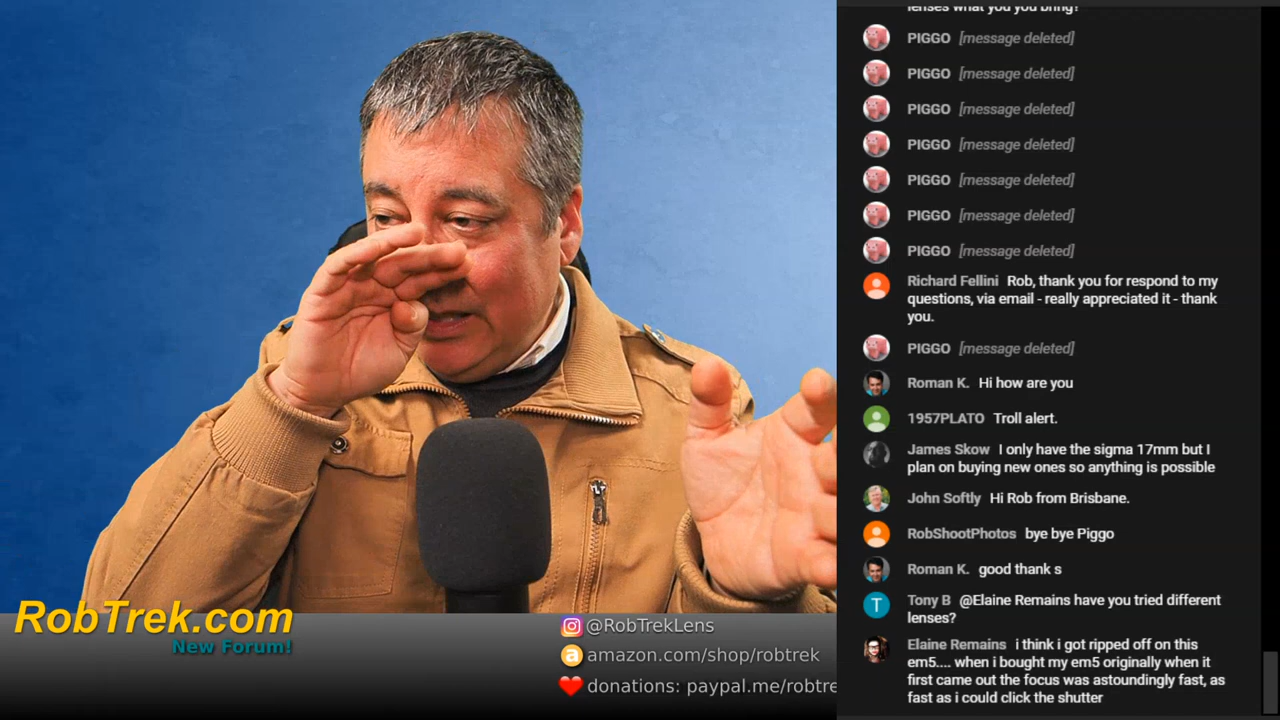 lenses what you you bring?
PIGGO [message deleted]
PIGGO [message deleted]
PIGGO [message deleted]
PIGGO [message deleted]
PIGGO [message deleted]
PIGGO [message deleted]
PIGGO [message deleted]
Richard Fellini Rob, thank you for respond to my
questions, via email - really appreciated it - thank
you.
PIGGO [message deleted]
Roman K. Hi how are you
1957PLATO Troll alert.
James Skow I only have the sigma 17mm but I
plan on buying new ones so anything is possible
John Softly Hi Rob from Brisbane.
RobShootPhotos bye bye Piggo
Roman K. good thank s
T Tony B @Elaine Remains have you tried different
lenses?
Elaine Remains i think i got ripped off on this
em5.... when i bought my em5 originally when it
first came out the focus was astoundingly fast, as
fast as i could click the shutter
RobTrek.com
New Forum!
@RobTrekLens
a amazon.com/shop/robtrek
donations: paypal.me/robtre